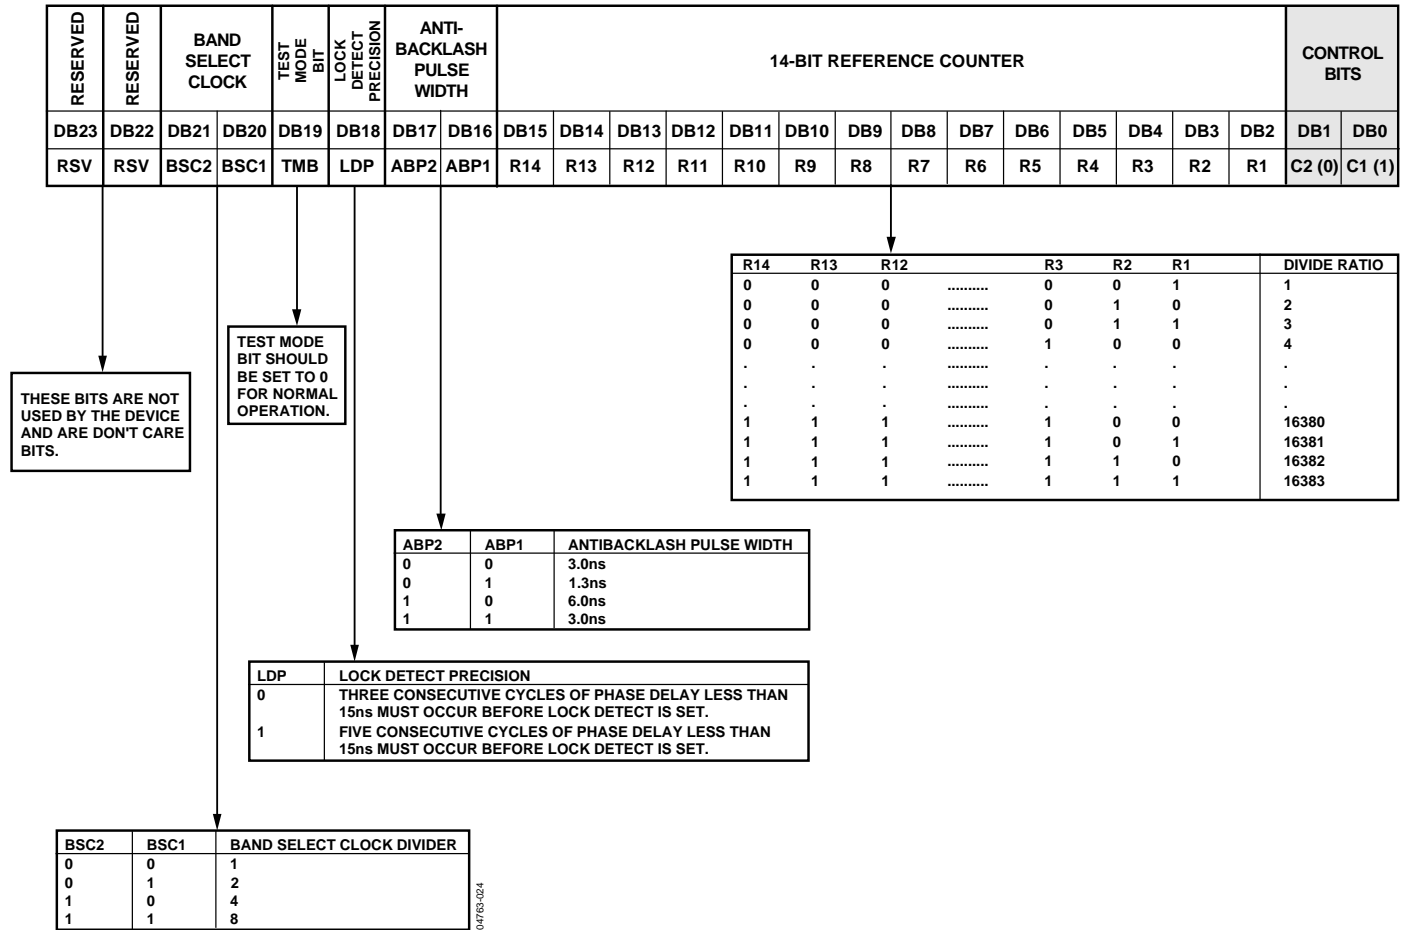 RESERVED
RESERVED
BAND
SELECT
CLOCK
TEST
MODE
BIT
LOCK
DETECT
PRECISION
ANTI-
BACKLASH
PULSE
WIDTH
14-BIT REFERENCE COUNTER
CONTROL
BITS
DB23 DB22 DB21 DB20 DB19 DB18 DB17 DB16 DB15 DB14 DB13 DB12 DB11 DB10 DB9 DB8 DB7 DB6 DB5 DB4 DB3 DB2 DB1 DB0
RSV RSV BSC2 BSC1 TMB LDP ABP2 ABP1 R14 R13 R12 R11 R10 R9 R8 R7 R6 R5 R4 R3 R2 R1 C2 (0) C1 (1)
R14 R13 R12 R3 R2 R1 DIVIDE RATIO
0 0 0 .......... 0 0 1 1
0 0 0 .......... 0 1 0 2
0 0 0 .......... 0 1 1 3
0 0 0 .......... 1 0 0 4
. . . .......... . . . .
. . . .......... . . . .
. . . .......... . . . .
1 1 1 .......... 1 0 0 16380
1 1 1 .......... 1 0 1 16381
1 1 1 .......... 1 1 0 16382
1 1 1 .......... 1 1 1 16383
TEST MODE
BIT SHOULD
BE SET TO 0
FOR NORMAL
OPERATION.
THESE BITS ARE NOT
USED BY THE DEVICE
AND ARE DON'T CARE
BITS.
ABP2 ABP1 ANTIBACKLASH PULSE WIDTH
0 0 3.0ns
0 1 1.3ns
1 0 6.0ns
1 1 3.0ns
LDP LOCK DETECT PRECISION
0 THREE CONSECUTIVE CYCLES OF PHASE DELAY LESS THAN
15ns MUST OCCUR BEFORE LOCK DETECT IS SET.
1 FIVE CONSECUTIVE CYCLES OF PHASE DELAY LESS THAN
15ns MUST OCCUR BEFORE LOCK DETECT IS SET.
BSC2 BSC1 BAND SELECT CLOCK DIVIDER
0 0 1
0 1 2
1 0 4
1 1 8
04763-024